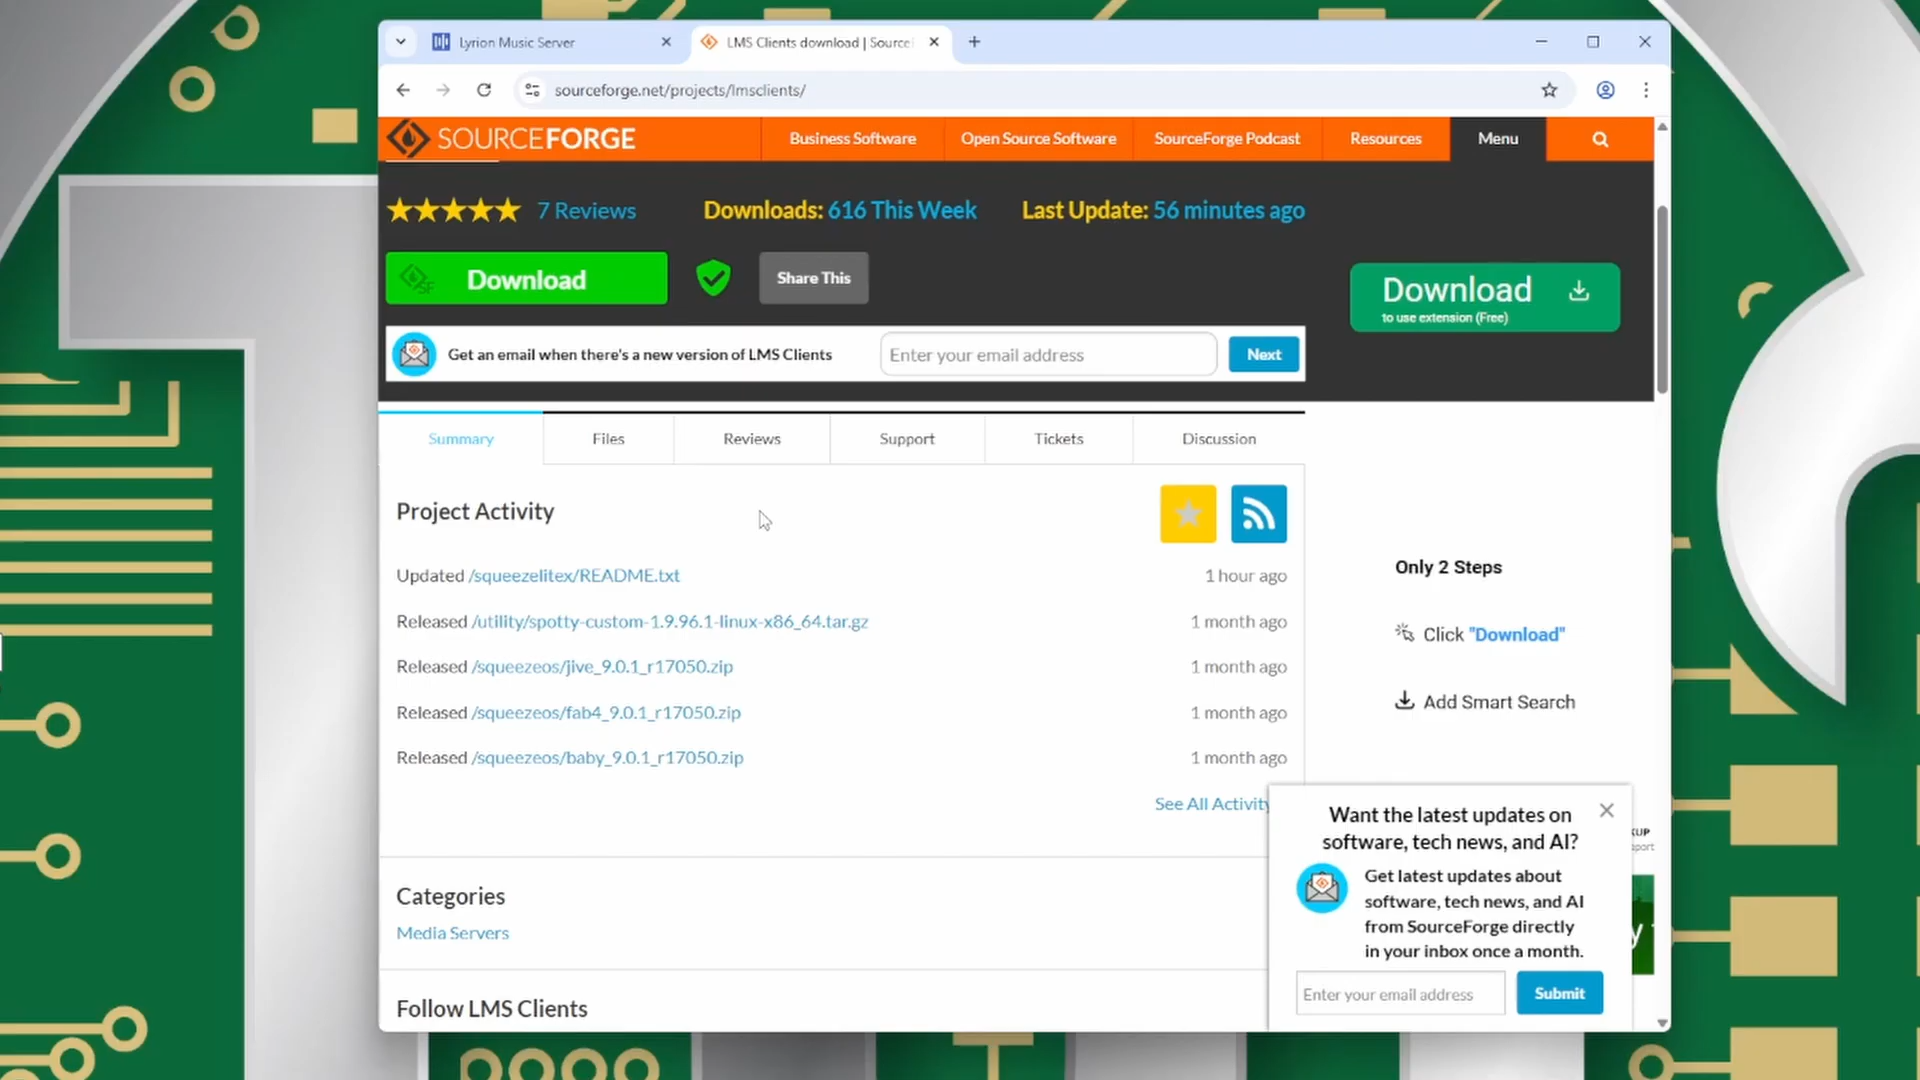 Lyrion Music Server
LMS Clients download | Source
sourceforge.net/projects/lmsclients/
SOURCEFORGE
Business Software
Open Source Software
SourceForge Podcast
Resources
Menu
7 Reviews
Downloads: 616 This Week
Last Update: 56 minutes ago
SF
Download
Share This
Download
to use extension (Free)
Get an email when there's a new version of LMS Clients
Enter your email address
Next
Summary
Files
Reviews
Support
Tickets
Discussion
Project Activity
Updated /squeezelitex/README.txt
1 hour ago
Released /utility/spotty-custom-1.9.96.1-linux-x86_64.tar.gz
1 month ago
Released /squeezeos/jive_9.0.1_r17050.zip
1 month ago
Released /squeezeos/fab4_9.0.1_r17050.zip
1 month ago
Released /squeezeos/baby_9.0.1_r17050.zip
1 month ago
See All Activity
Only 2 Steps
Click "Download"
Add Smart Search
Categories
Media Servers
Follow LMS Clients
Want the latest updates on
software, tech news, and AI?
Get latest updates about
software, tech news, and AI
from SourceForge directly
in your inbox once a month.
Enter your email address
Submit